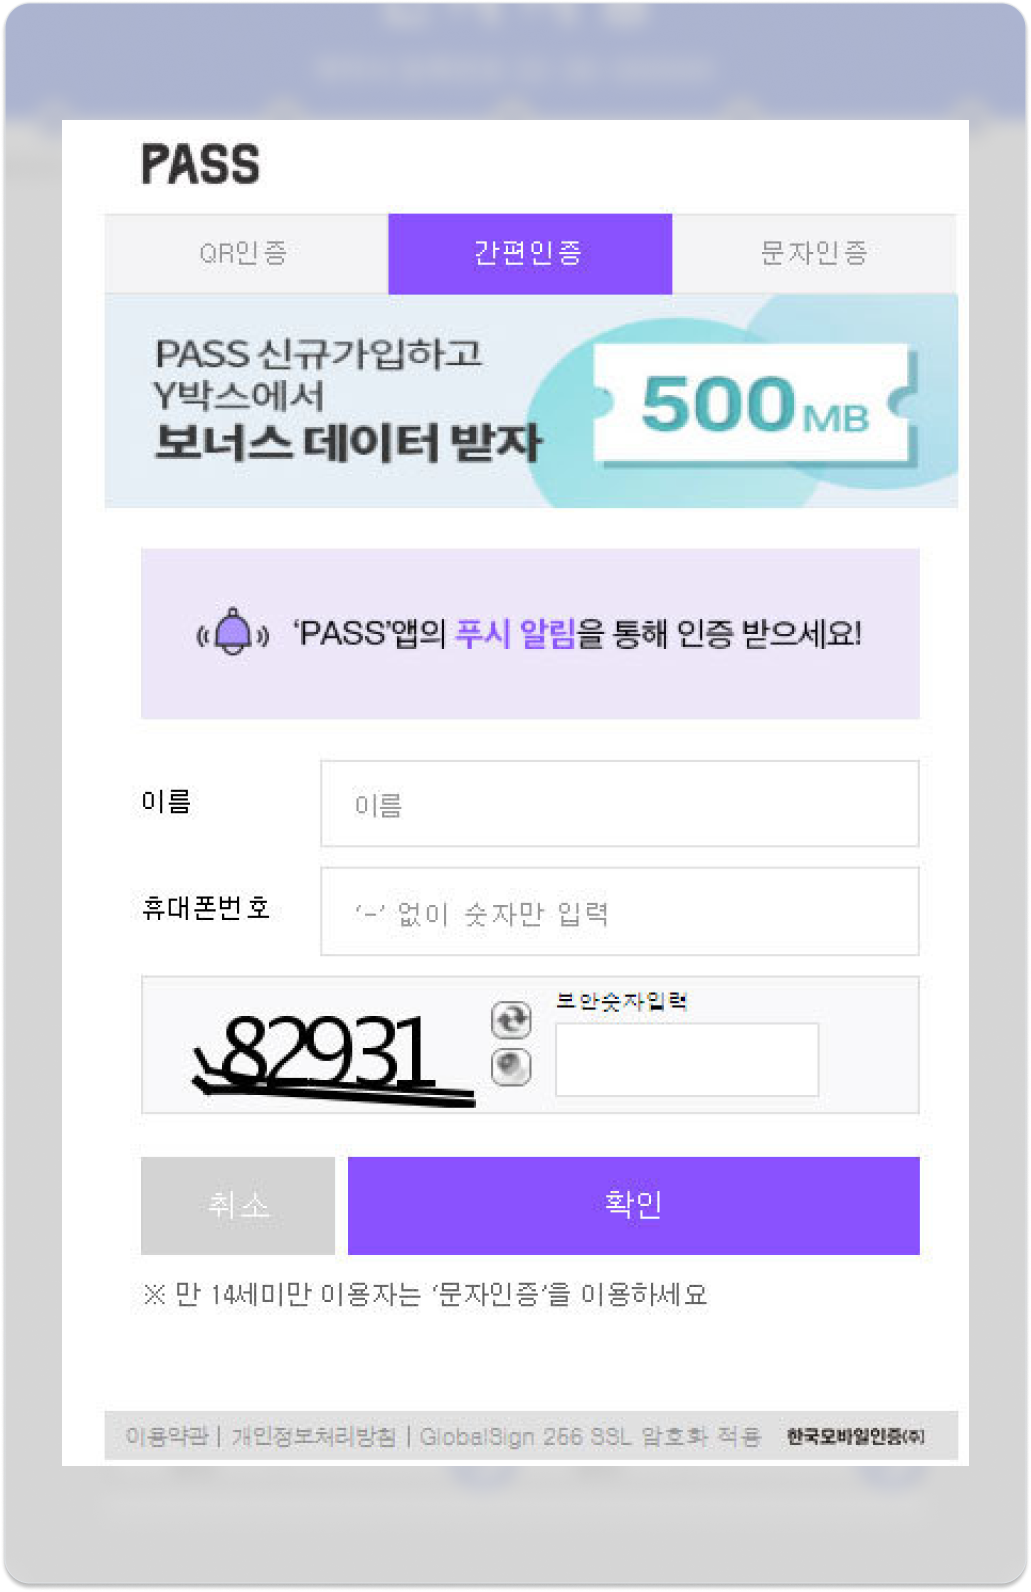 PASS
QR인증
간편인증
문자인증
PASS 신규가입하고
Y박스에서
보너스 데이터 받자
500 MB
‘PASS’앱의 푸시 알림을 통해 인증 받으세요!
이름
이름
휴대폰번호
‘-’ 없이 숫자만 입력
82931
보안숫자입력
취소
확인
※ 만 14세미만 이용자는 ‘문자인증’을 이용하세요
이용약관 | 개인정보처리방침 | GlobalSign 256 SSL 암호화 적용 한국모바일인증(주)